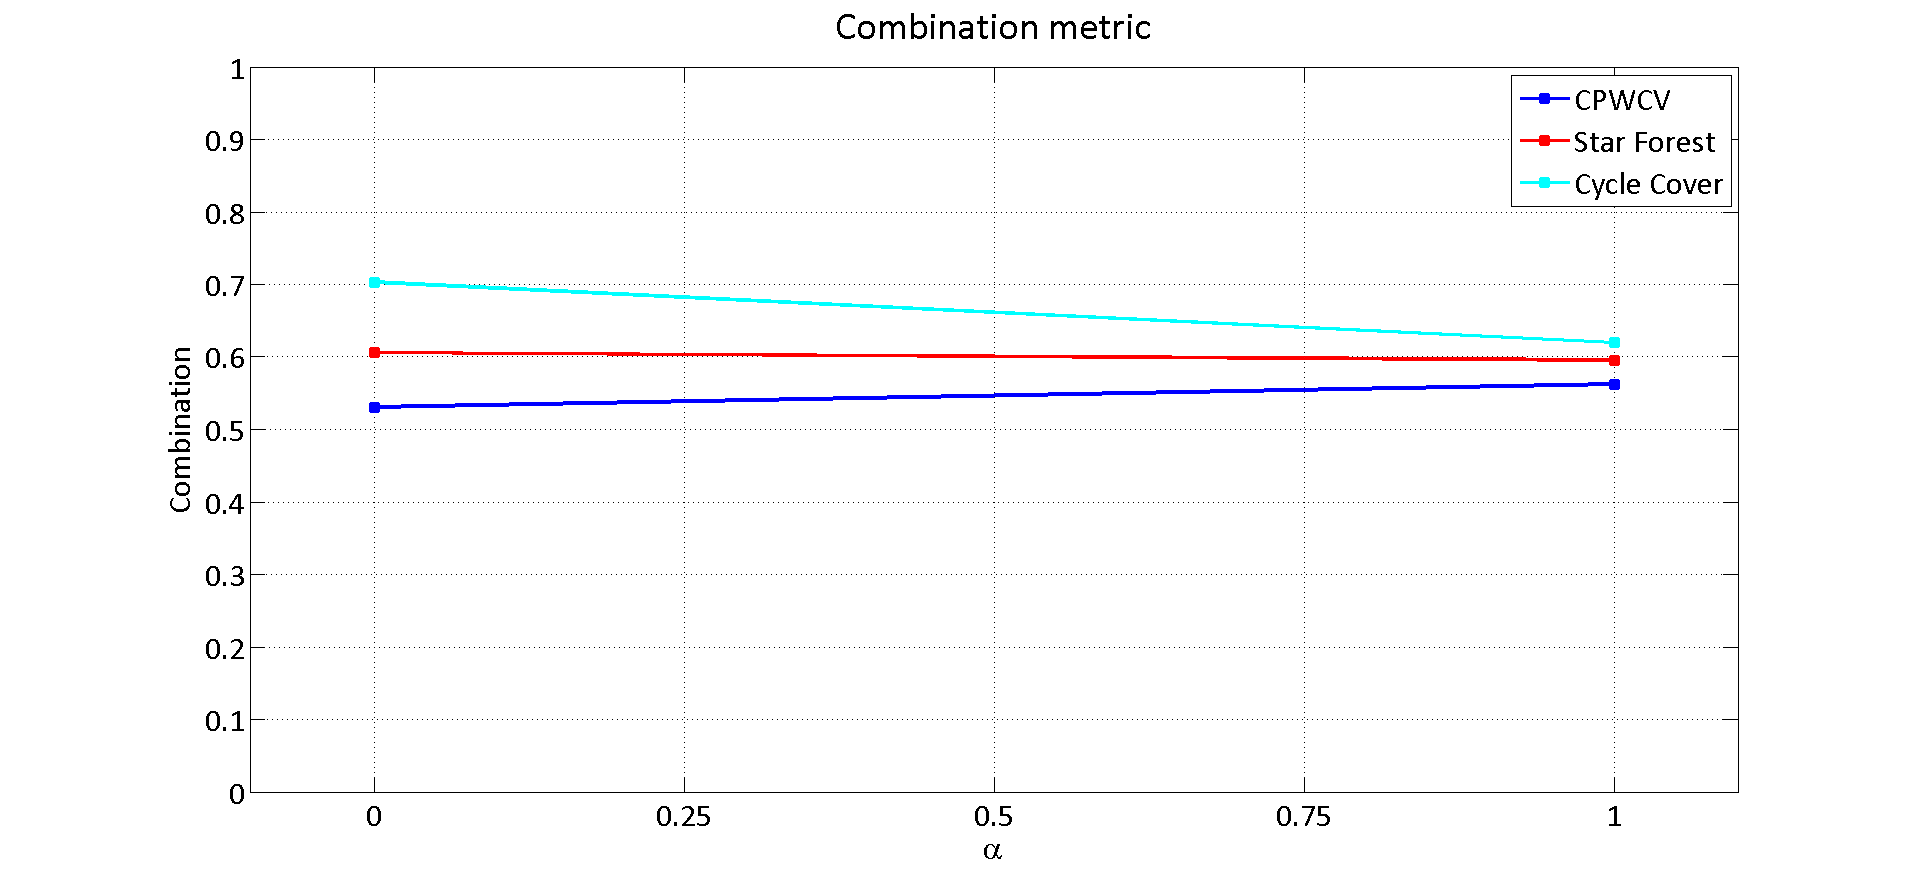 Combination metric
CPWCV
Star Forest
Cycle Cover
Combination
1
0.9
0.8
0.7
0.6
0.5
0.4
0.3
0.2
0.1
0
0 0.25 0.5 0.75 1
α